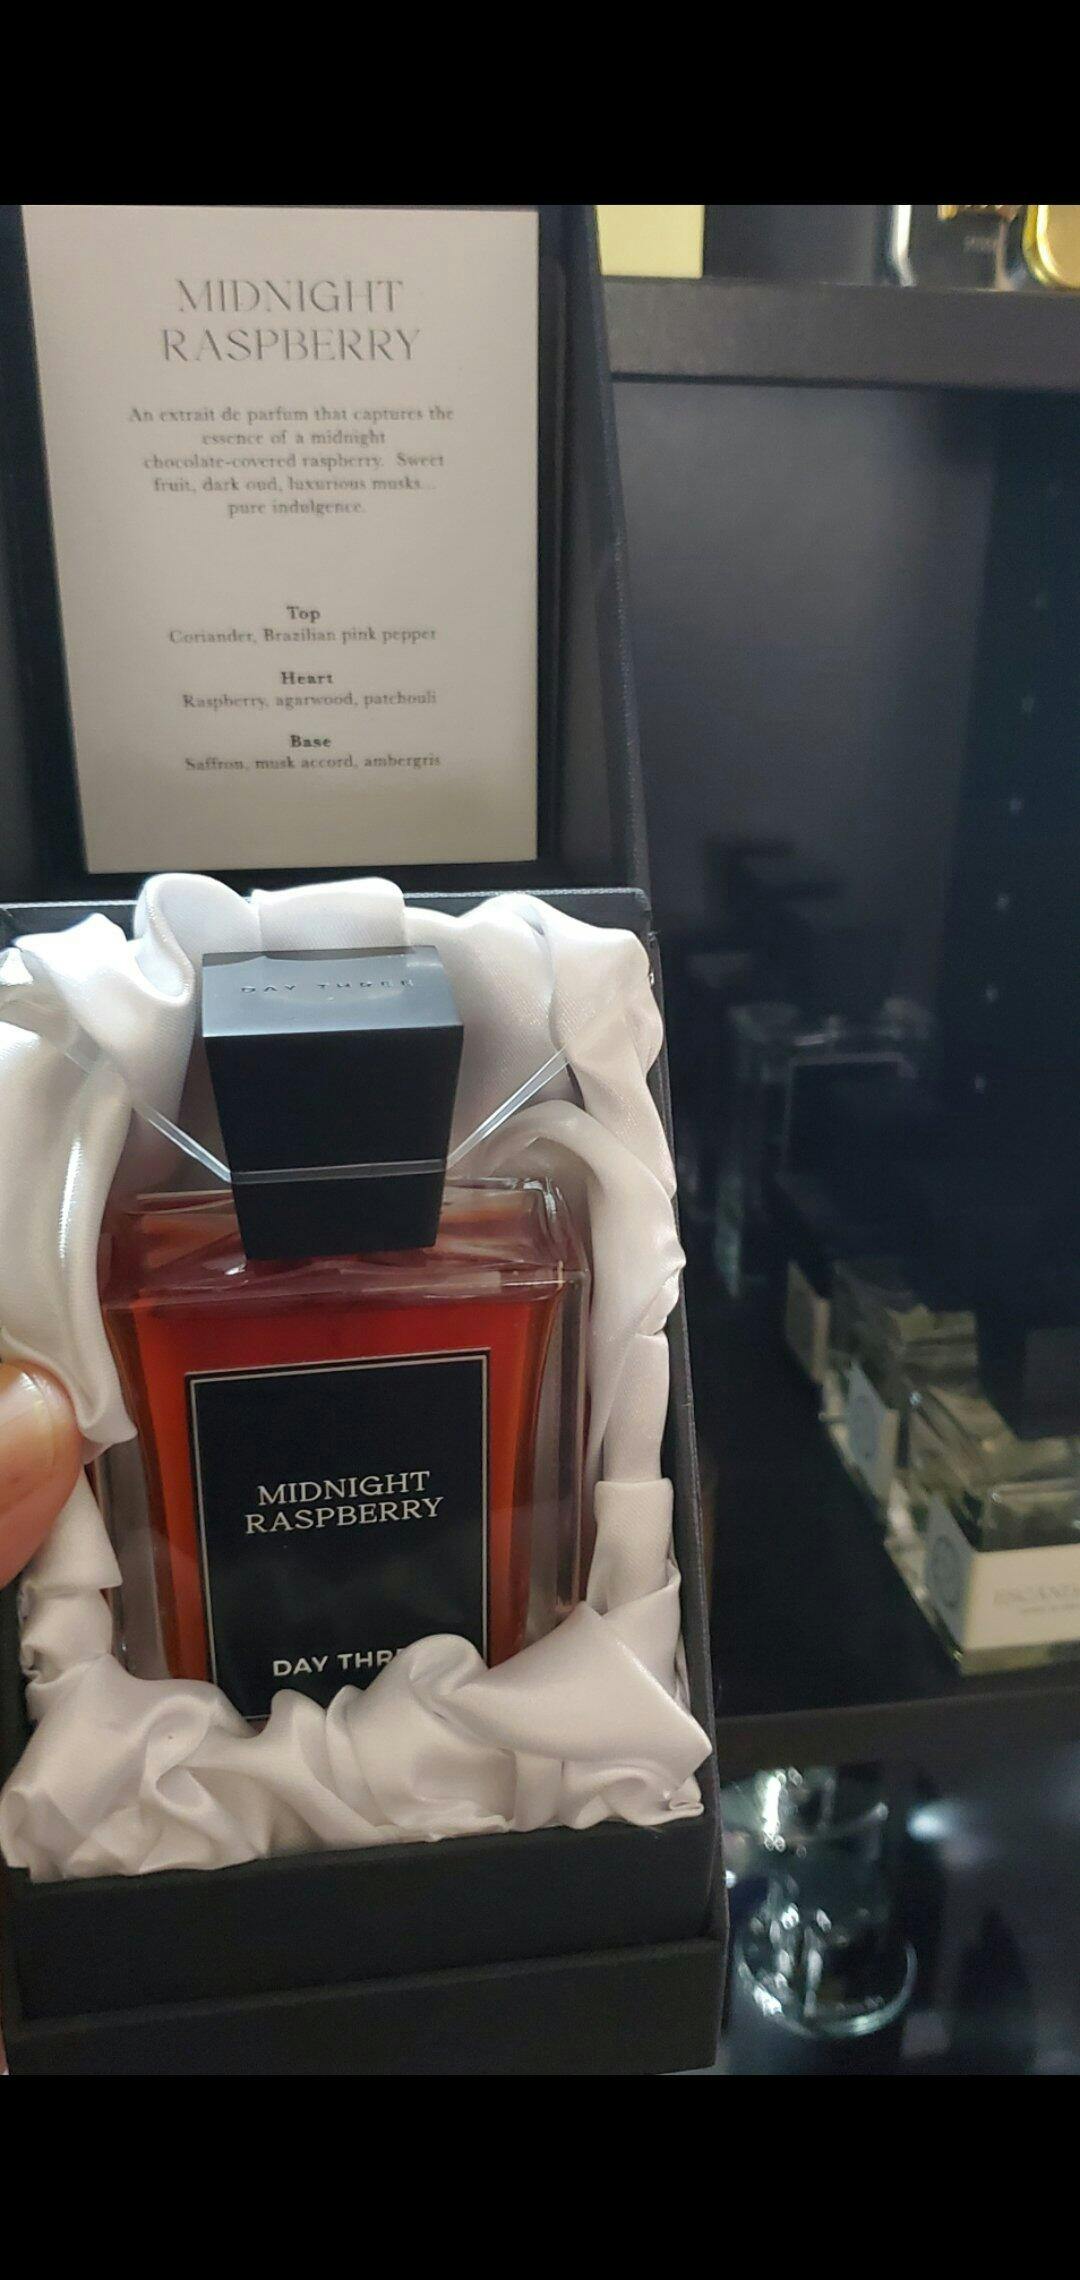 MIDNIGHT
RASPBERRY
An extrait de parfum that captures the
essence of a midnight
chocolate-covered raspberry. Sweet
fruit, dark oud, luxurious musks...
pure indulgence.
Top
Coriander, Brazilian pink pepper
Heart
Raspberry, agarwood, patchouli
Base
Saffron, musk accord, ambergris
DAY THREE
MIDNIGHT
RASPBERRY
DAY THR